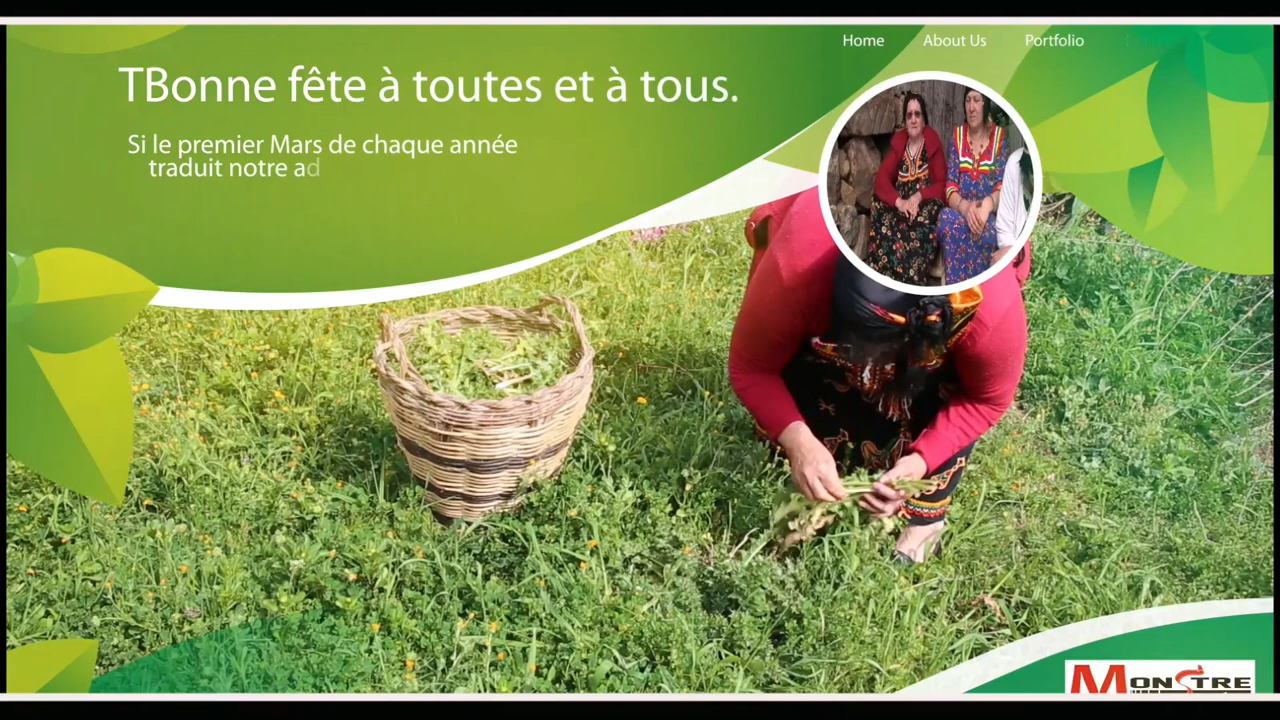 Home About Us Portfolio
TBonne fête à toutes et à tous.
Si le premier Mars de chaque année
traduit notre ad
MONSTRE